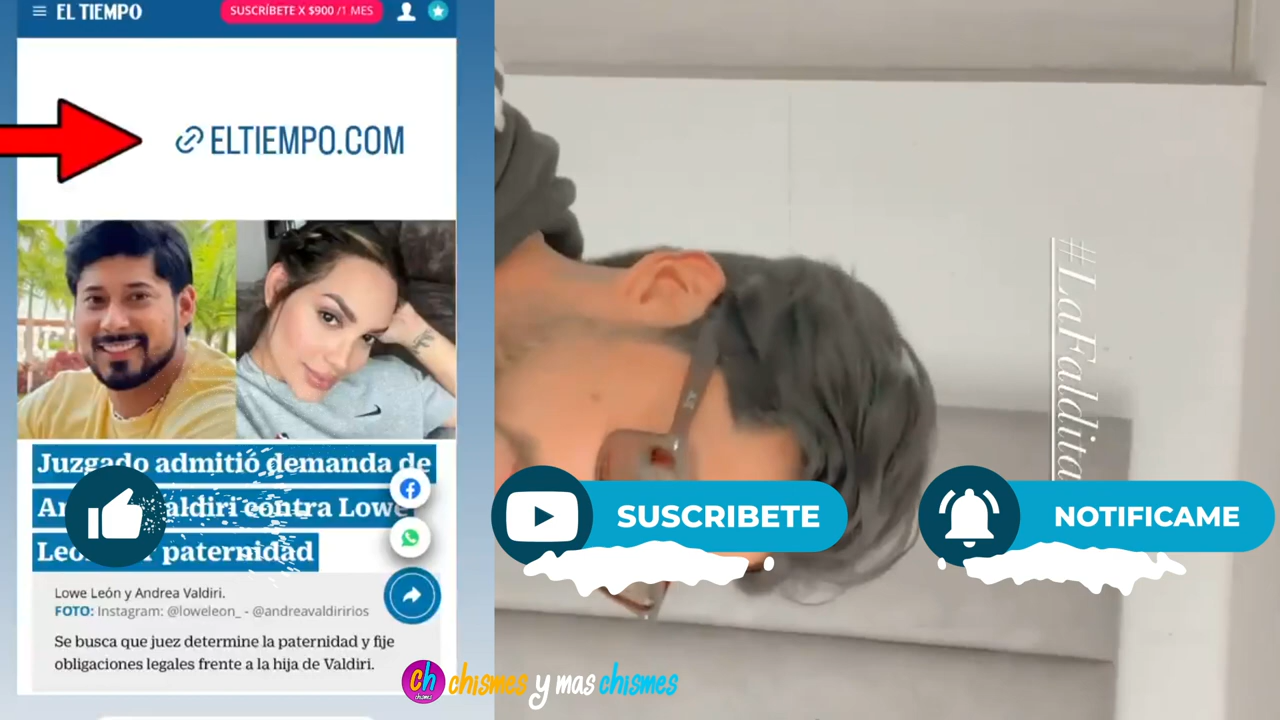 EL TIEMPO
SUSCRÍBETE X $900 /1 MES
ELTIEMPO.COM
Juzgado admitió demanda de
aldiri contra Lowe
paternidad
Lowe León y Andrea Valdiri.
FOTO: Instagram: @loweleon_ - @andreavaldiririos
Se busca que juez determine la paternidad y fije
obligaciones legales frente a la hija de Valdiri.
#LaFaldita
SUSCRIBETE
NOTIFICAME
Ch
chismes
chismes y mas chismes